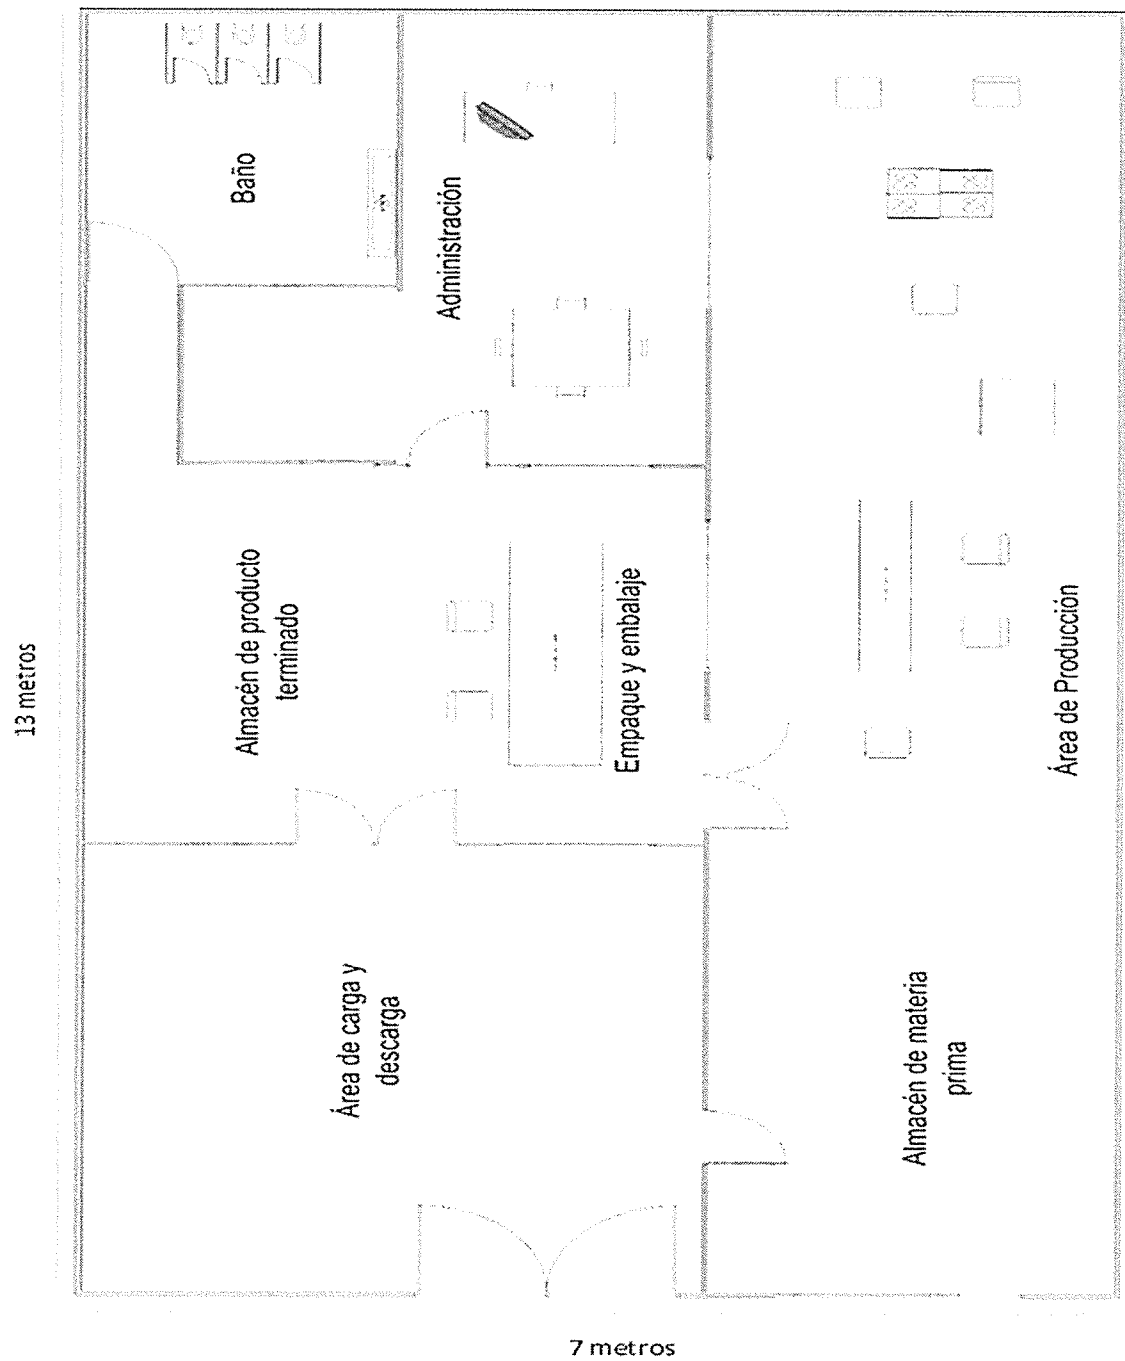 Baño
Administración
Almacén de producto
terminado
Empaque y embalaje
13 metros
Área de Producción
Área de carga y
descarga
Almacén de materia
prima
7 metros